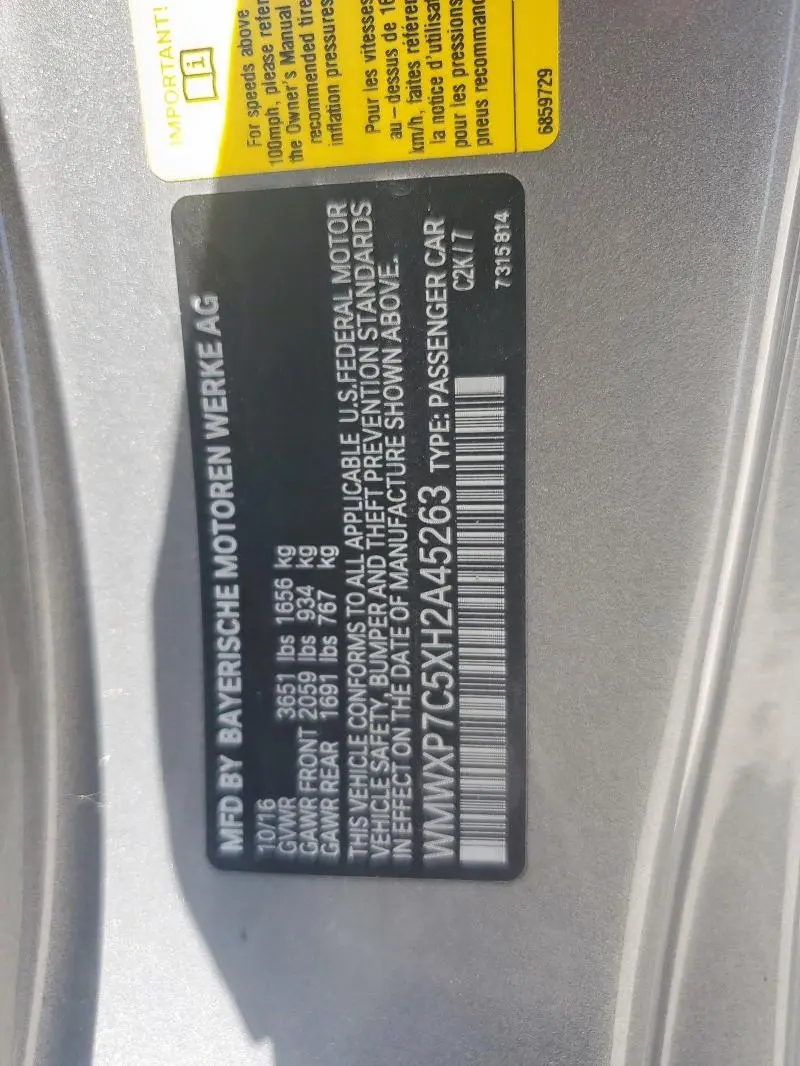 IMPORTANT!
For speeds above
100mph, please refer
the Owner's Manual
recommended tire
inflation pressures
Pour les vitesses
au-dessus de 16
km/h, faites référen
la notice d'utilisat
pour les pressions
pneus recommand
6859729
MFD BY BAYERISCHE MOTOREN WERKE AG
10/16
GVWR 3651 lbs 1656 kg
GAWR FRONT 2059 lbs 934 kg
GAWR REAR 1691 lbs 767 kg
THIS VEHICLE CONFORMS TO ALL APPLICABLE U.S.FEDERAL MOTOR
VEHICLE SAFETY, BUMPER AND THEFT PREVENTION STANDARDS
IN EFFECT ON THE DATE OF MANUFACTURE SHOWN ABOVE.
WMWXP7C5XH2A45263 TYPE: PASSENGER CAR
C2K/7
7315814